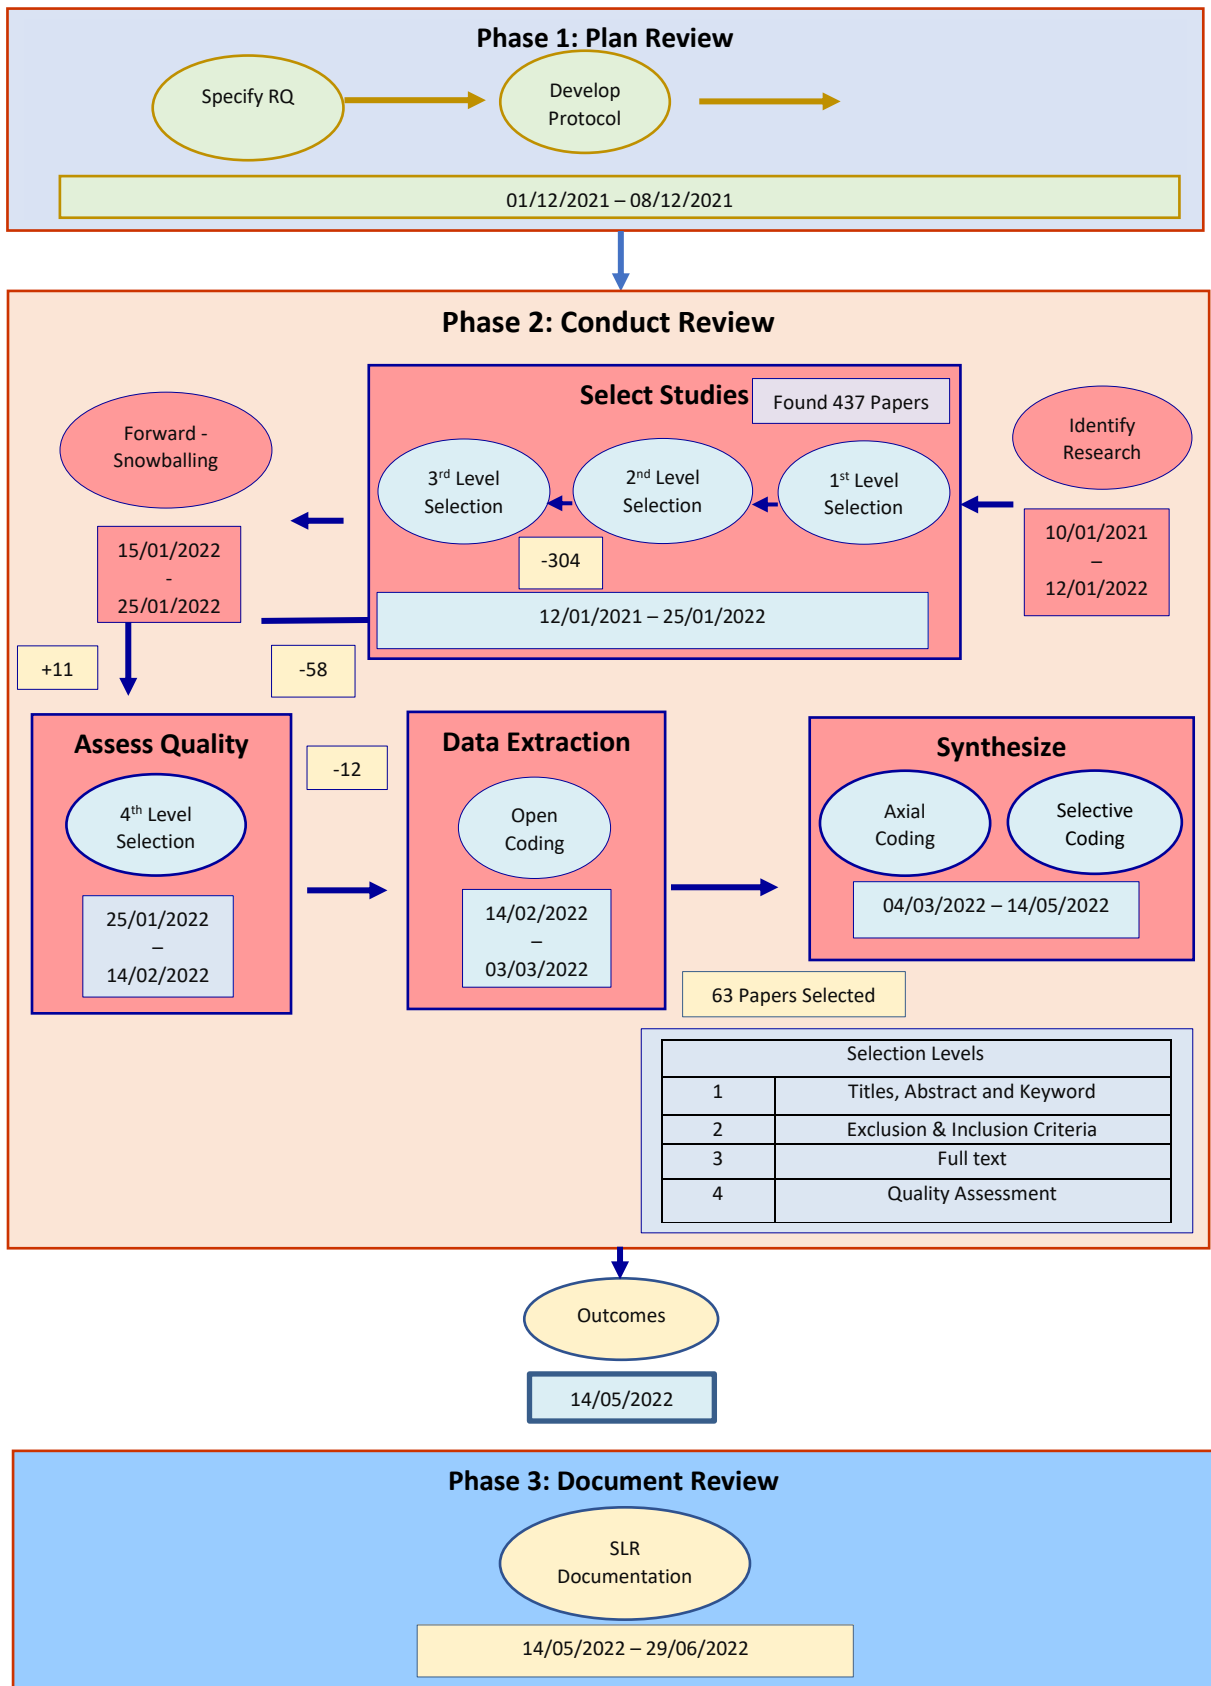 Phase 1: Plan Review
Specify RQ
Develop
Protocol
01/12/2021 – 08/12/2021
Phase 2: Conduct Review
Select Studies
Found 437 Papers
Forward -
Snowballing
3rd Level
Selection
2nd Level
Selection
1st Level
Selection
Identify
Research
15/01/2022
-
25/01/2022
-304
10/01/2021
–
12/01/2022
12/01/2021 – 25/01/2022
+11
-58
Assess Quality
-12
Data Extraction
Synthesize
4th Level
Selection
Open
Coding
Axial
Coding
Selective
Coding
25/01/2022
–
14/02/2022
14/02/2022
–
03/03/2022
04/03/2022 – 14/05/2022
63 Papers Selected
Selection Levels
1 Titles, Abstract and Keyword
2 Exclusion & Inclusion Criteria
3 Full text
4 Quality Assessment
Outcomes
14/05/2022
Phase 3: Document Review
SLR
Documentation
14/05/2022 – 29/06/2022